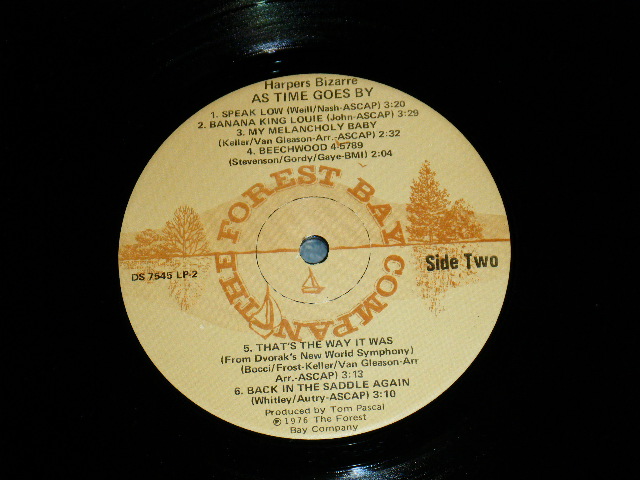 Harpers Bizarre
AS TIME GOES BY
1. SPEAK LOW (Weill/Nash-ASCAP) 3:20
2. BANANA KING LOUIE (John-ASCAP) 3:29
3. MY MELANCHOLY BABY
(Keller/Van Gleason-Arr.-ASCAP) 2:32
4. BEECHWOOD 4-5789
(Stevenson/Gordy/Gaye-BMI) 2:04
THE FOREST BAY COMPANY
DS 7545 LP-2
Side Two
5. THAT'S THE WAY IT WAS
(From Dvorak's New World Symphony)
(Bocci/Frost-Keller/Van Gleason-Arr
Arr.-ASCAP) 3:13
6. BACK IN THE SADDLE AGAIN
(Whitley/Autry-ASCAP) 3:10
Produced by Tom Pascal
℗ 1976 The Forest
Bay Company